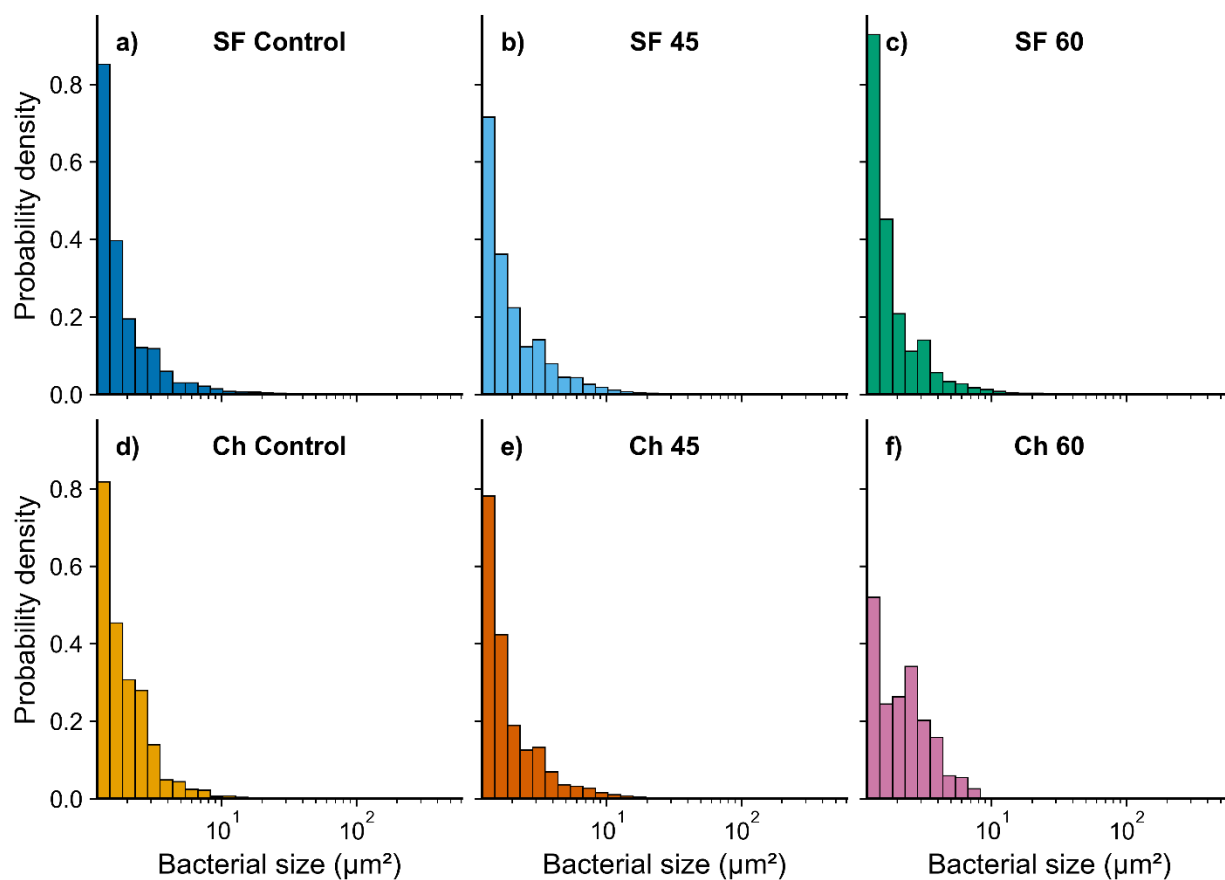 a) SF Control
b) SF 45
c) SF 60
Probability density
0.8
0.6
0.4
0.2
0.0
d) Ch Control
e) Ch 45
f) Ch 60
Probability density
0.8
0.6
0.4
0.2
0.0
10¹ 10²
10¹ 10²
10¹ 10²
Bacterial size (µm²)
Bacterial size (µm²)
Bacterial size (µm²)